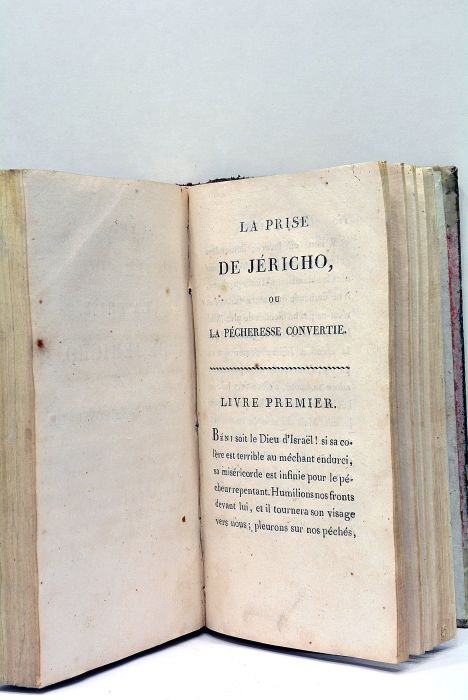 LA PRISE
DE JÉRICHO,
OU
LA PÉCHERESSE CONVERTIE.
LIVRE PREMIER.
BÉNI soit le Dieu d'Israël! si sa co-
lère est terrible au méchant endurci,
sa miséricorde est infinie pour le pé-
cheur repentant. Humilions nos fronts
devant lui, et il tournera son visage
vers nous; pleurons sur nos péchés,